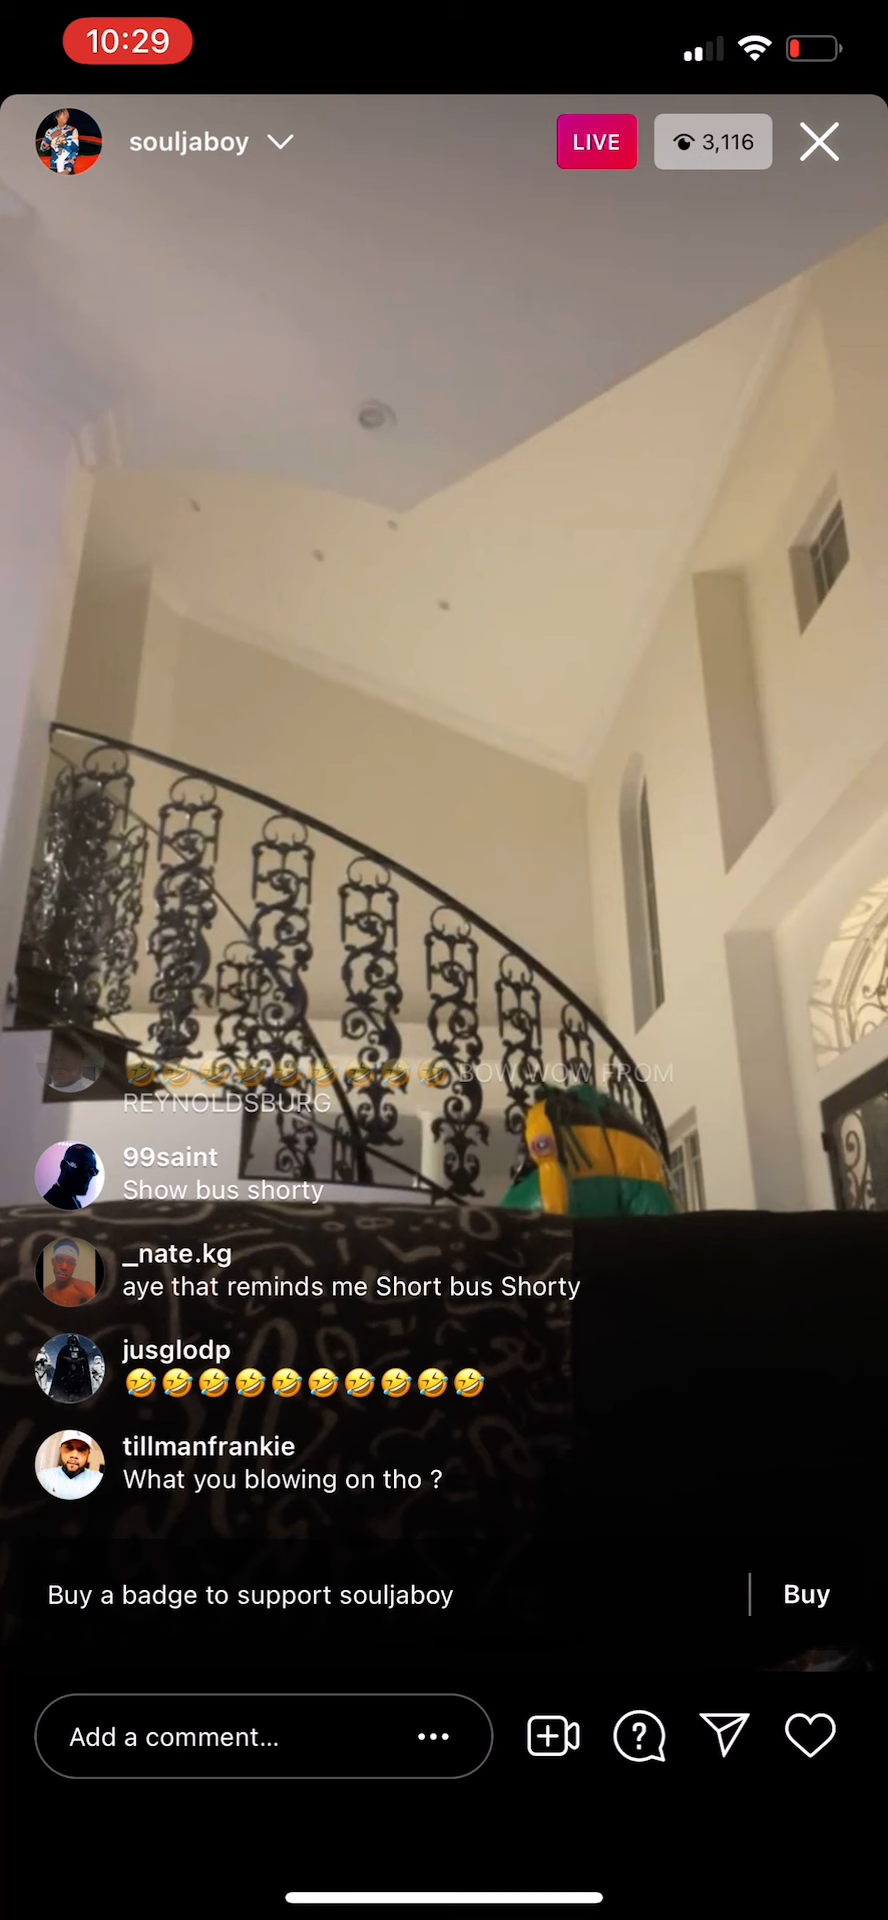 10:29
souljaboy
LIVE
3,116
🤣🤣🤣🤣🤣🤣🤣🤣🤣 BOW WOW FROM
REYNOLDSBURG
99saint
Show bus shorty
_nate.kg
aye that reminds me Short bus Shorty
jusglodp
🤣🤣🤣🤣🤣🤣🤣🤣🤣🤣
tillmanfrankie
What you blowing on tho ?
Buy a badge to support souljaboy
Buy
Add a comment...